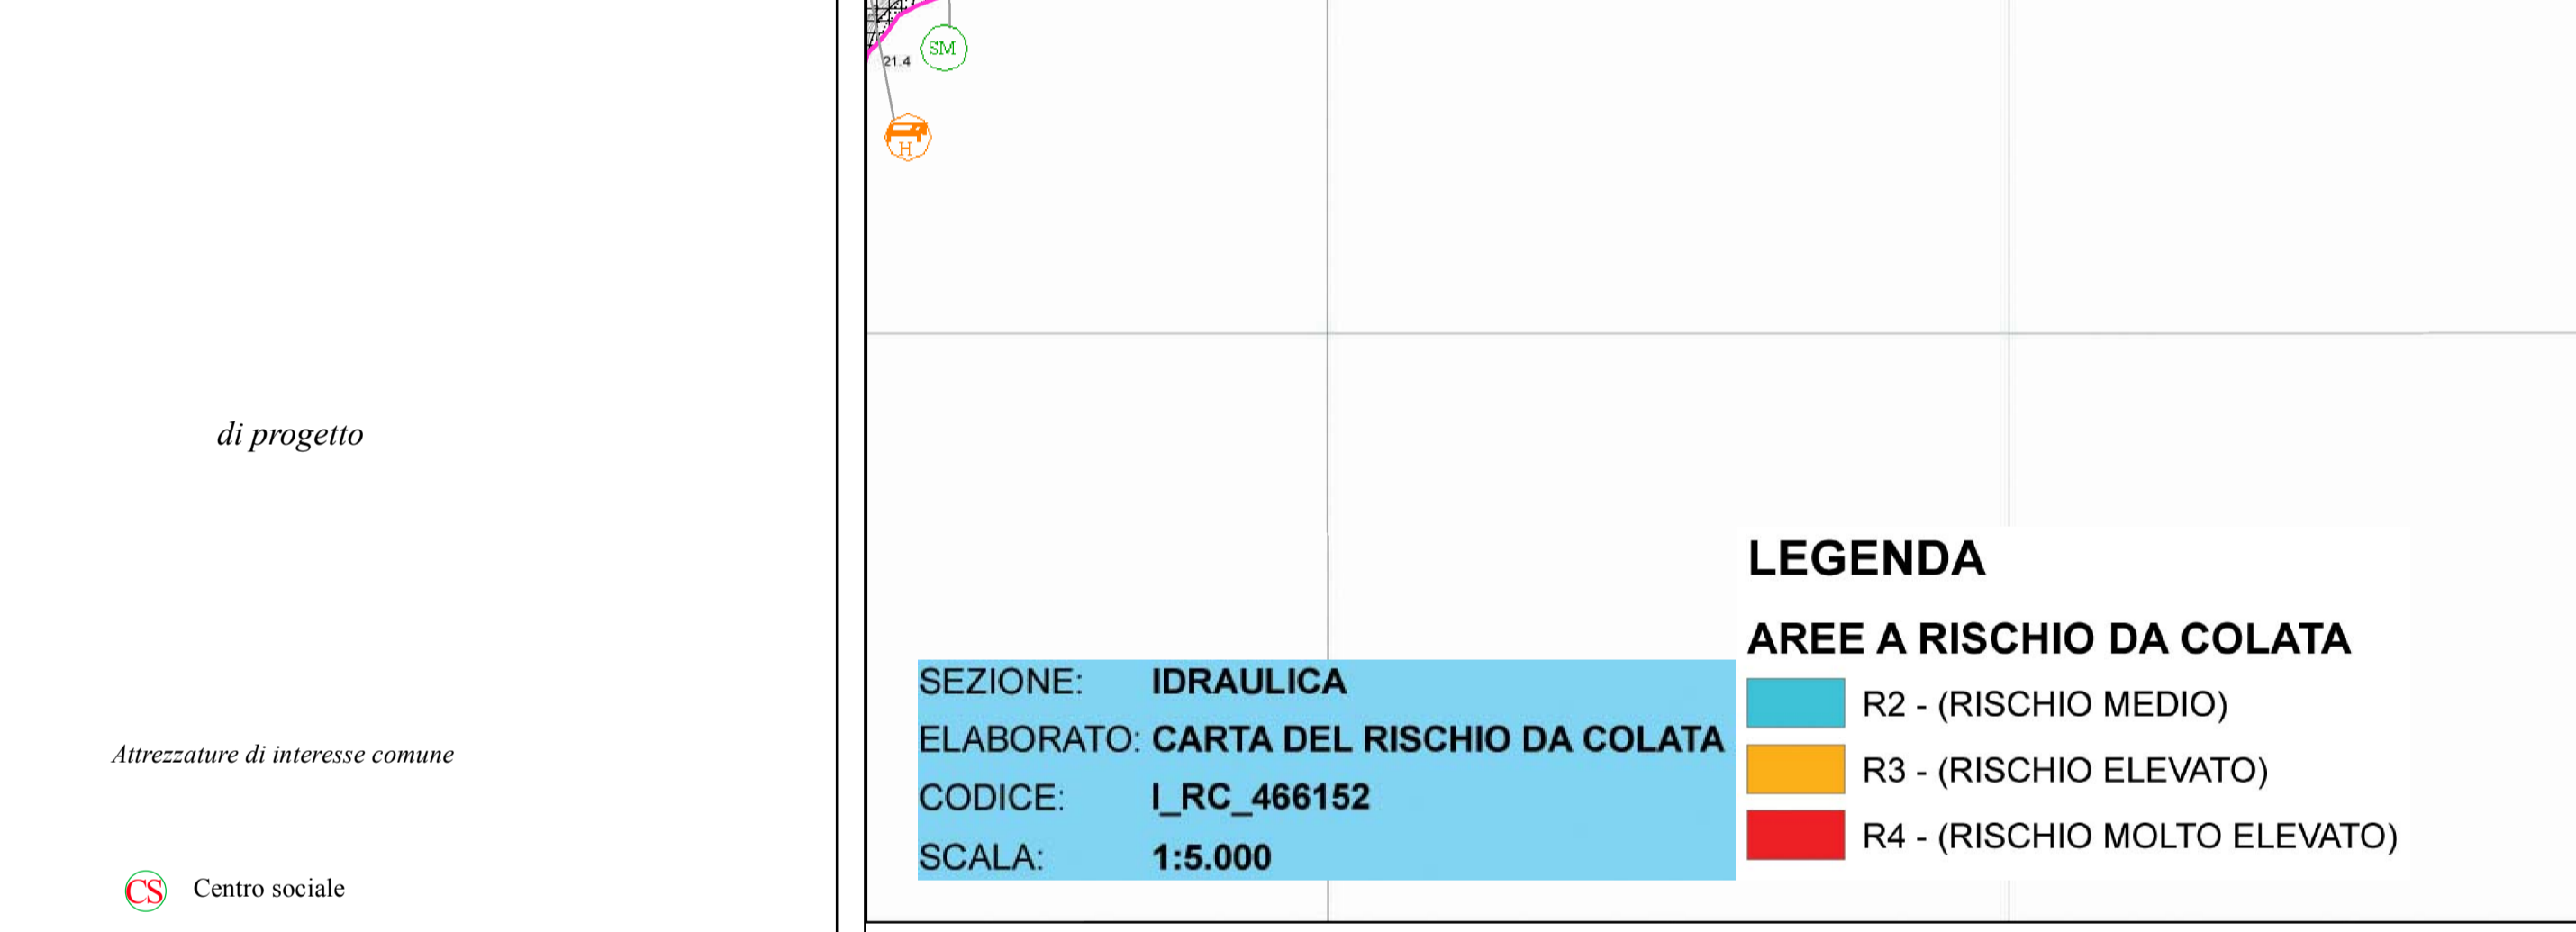 SM
21.4
H
di progetto
Attrezzature di interesse comune
CS Centro sociale
SEZIONE: IDRAULICA
ELABORATO: CARTA DEL RISCHIO DA COLATA
CODICE: I_RC_466152
SCALA: 1:5.000
LEGENDA
AREE A RISCHIO DA COLATA
R2 - (RISCHIO MEDIO)
R3 - (RISCHIO ELEVATO)
R4 - (RISCHIO MOLTO ELEVATO)